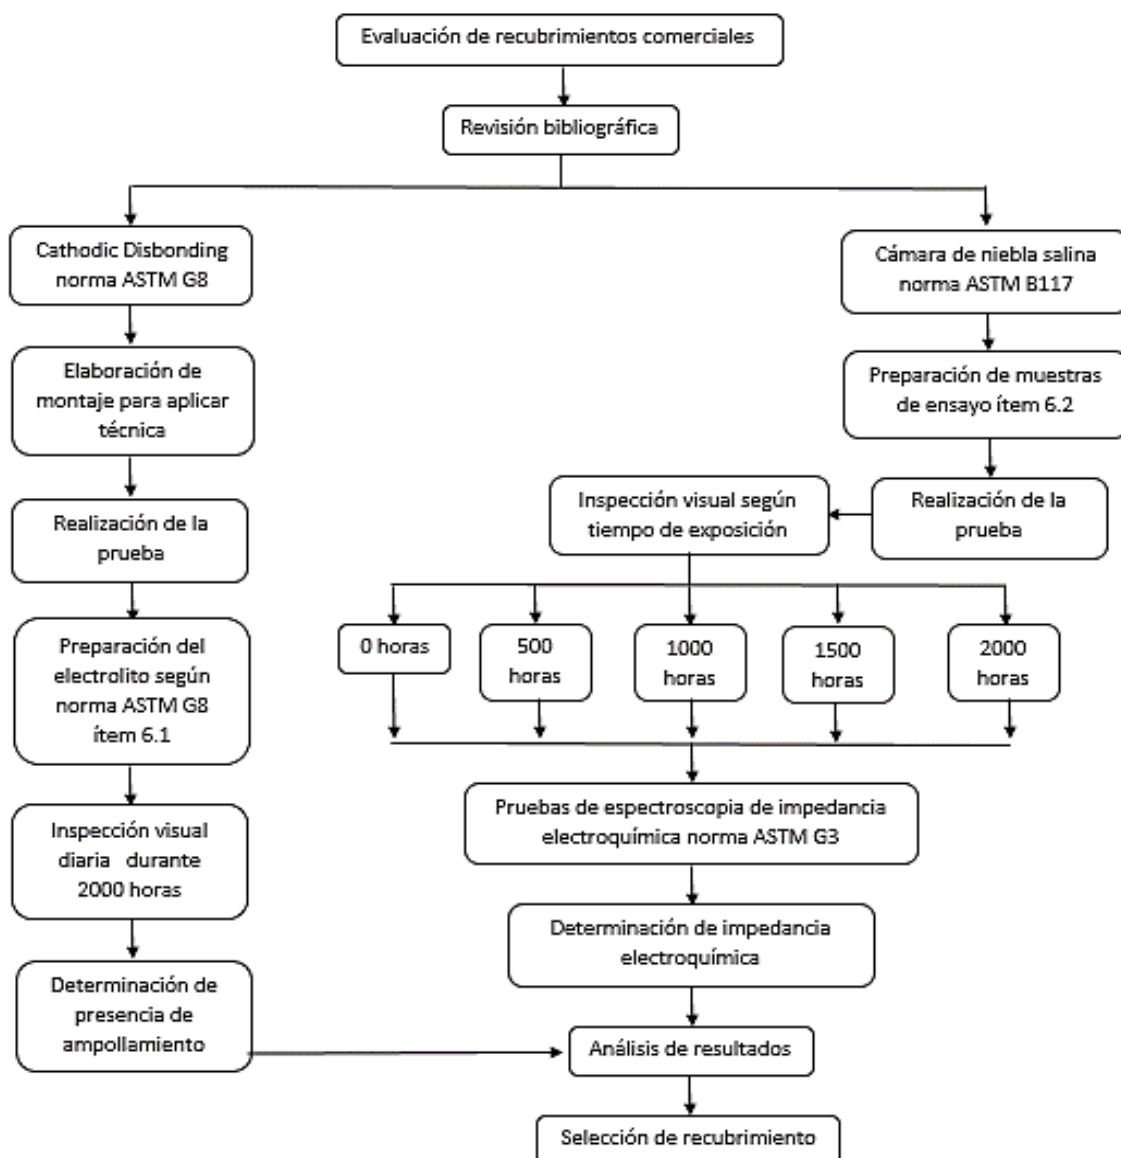 Evaluación de recubrimientos comerciales
Revisión bibliográfica
Cathodic Disbonding
norma ASTM G8
Elaboración de
montaje para aplicar
técnica
Realización de la
prueba
Preparación del
electrolito según
norma ASTM G8
ítem 6.1
Inspección visual
diaria durante
2000 horas
Determinación de
presencia de
ampollamiento
Cámara de niebla salina
norma ASTM B117
Preparación de muestras
de ensayo ítem 6.2
Realización de la
prueba
Inspección visual según
tiempo de exposición
0 horas
500
horas
1000
horas
1500
horas
2000
horas
Pruebas de espectroscopia de impedancia
electroquímica norma ASTM G3
Determinación de impedancia
electroquímica
Análisis de resultados
Selección de recubrimiento